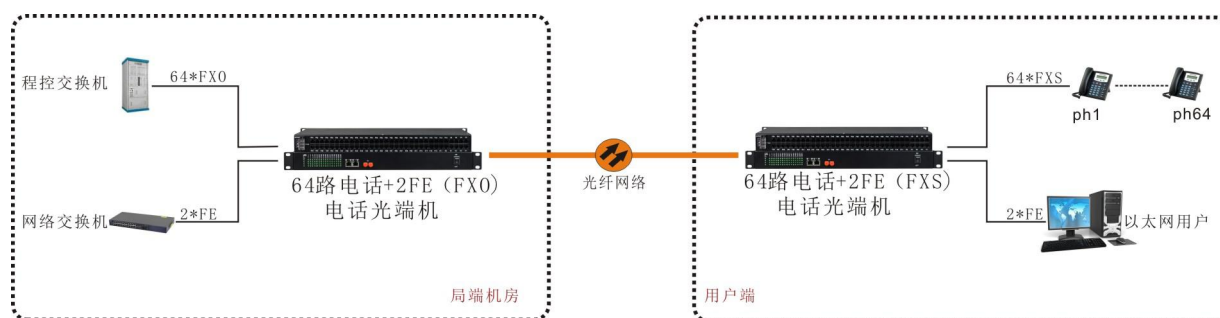 程控交换机
64*FXO
网络交换机
2*FE
64路电话+2FE(FXO)
电话光端机
局端机房
光纤网络
64路电话+2FE(FXS)
电话光端机
用户端
64*FXS
ph1
ph64
2*FE
以太网用户